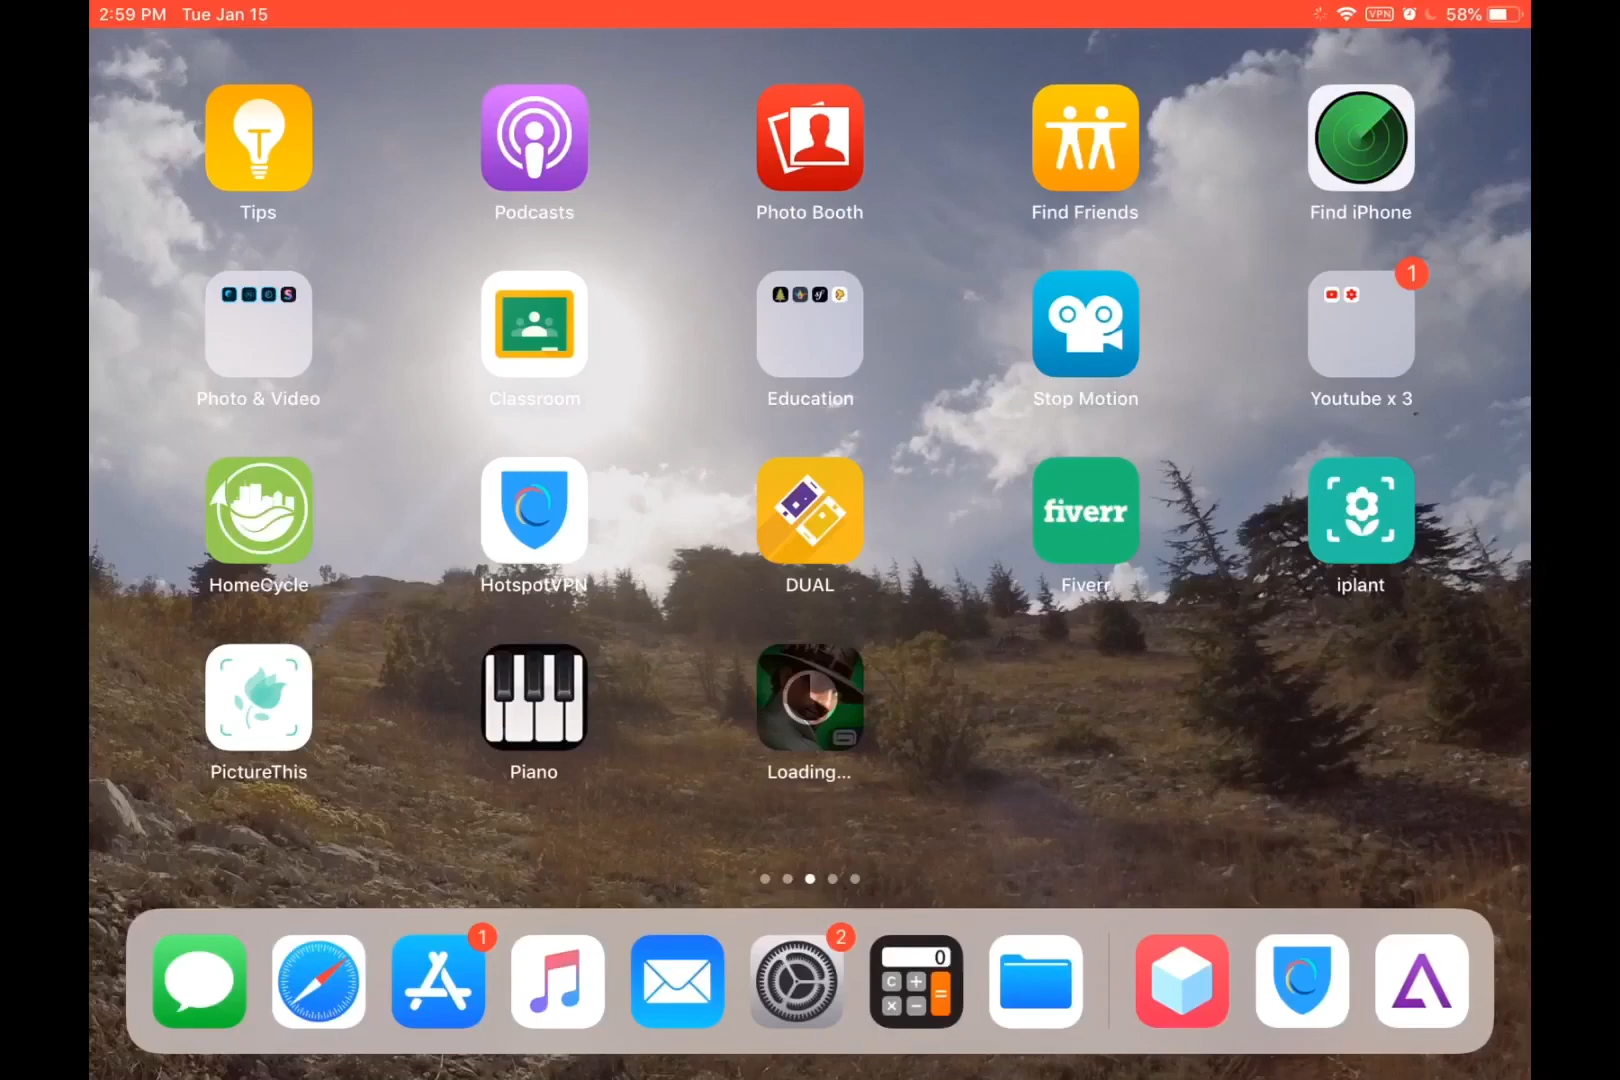 2:59 PM Tue Jan 15 VPN 58%
Tips Podcasts Photo Booth Find Friends Find iPhone
1
Photo & Video Classroom Education Stop Motion Youtube x 3
fiverr
HomeCycle HotspotVPN DUAL Fiverr iplant
PictureThis Piano Loading...
1 2
0
C + = × −